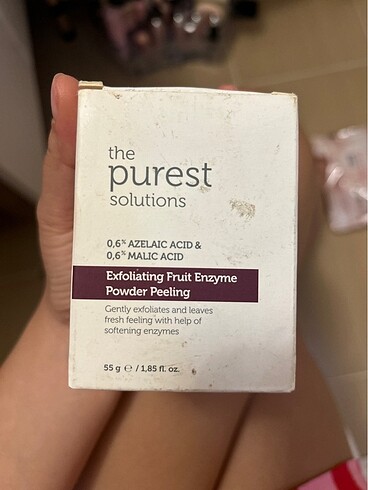 the
purest
solutions
0,6% AZELAIC ACID &
0,6% MALIC ACID
Exfoliating Fruit Enzyme
Powder Peeling
Gently exfoliates and leaves
fresh feeling with help of
softening enzymes
55 g ℮ / 1,85 fl. oz.